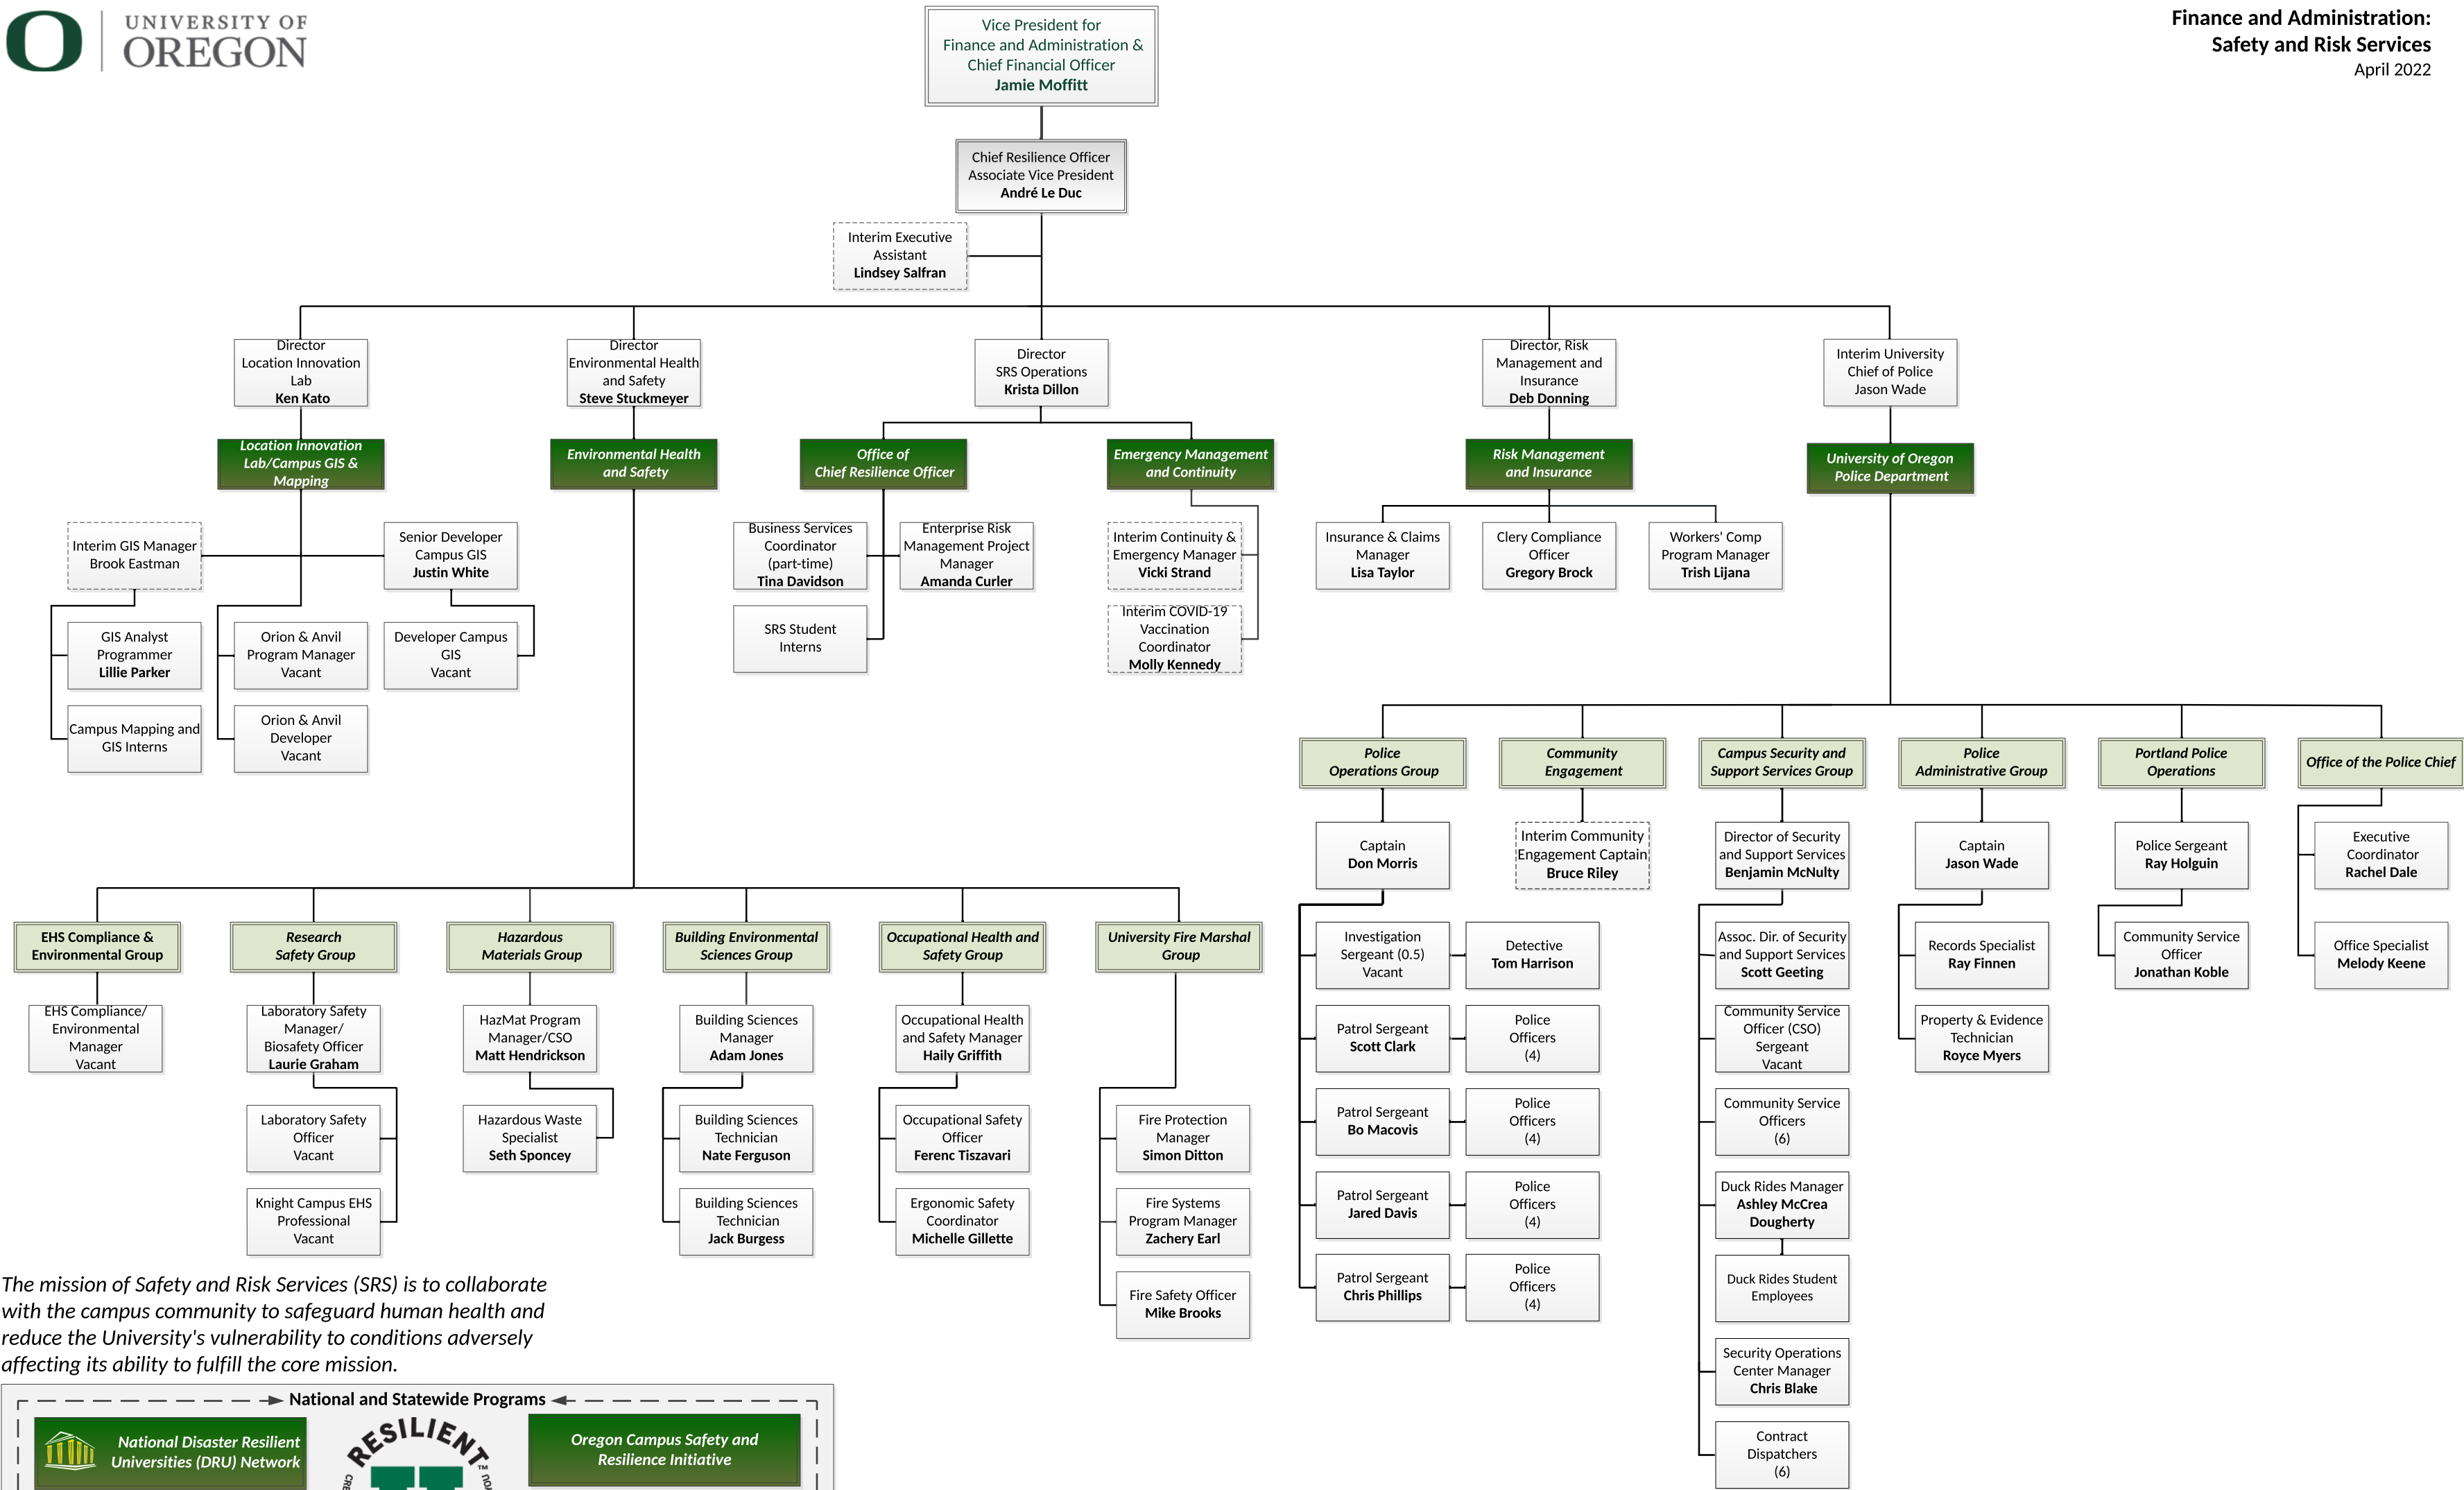 UNIVERSITY OF
OREGON
Finance and Administration:
Safety and Risk Services
April 2022
Vice President for
Finance and Administration &
Chief Financial Officer
Jamie Moffitt
Chief Resilience Officer
Associate Vice President
André Le Duc
Interim Executive
Assistant
Lindsey Salfran
Director
Location Innovation
Lab
Ken Kato
Director
Environmental Health
and Safety
Steve Stuckmeyer
Director
SRS Operations
Krista Dillon
Director, Risk
Management and
Insurance
Deb Donning
Interim University
Chief of Police
Jason Wade
Location Innovation
Lab/Campus GIS &
Mapping
Environmental Health
and Safety
Office of
Chief Resilience Officer
Emergency Management
and Continuity
Risk Management
and Insurance
University of Oregon
Police Department
Interim GIS Manager
Brook Eastman
Senior Developer
Campus GIS
Justin White
Business Services
Coordinator
(part-time)
Tina Davidson
Enterprise Risk
Management Project
Manager
Amanda Curler
Interim Continuity &
Emergency Manager
Vicki Strand
Insurance & Claims
Manager
Lisa Taylor
Clery Compliance
Officer
Gregory Brock
Workers' Comp
Program Manager
Trish Lijana
GIS Analyst
Programmer
Lillie Parker
Orion & Anvil
Program Manager
Vacant
Developer Campus
GIS
Vacant
SRS Student
Interns
Interim COVID-19
Vaccination
Coordinator
Molly Kennedy
Campus Mapping and
GIS Interns
Orion & Anvil
Developer
Vacant
Police
Operations Group
Community
Engagement
Campus Security and
Support Services Group
Police
Administrative Group
Portland Police
Operations
Office of the Police Chief
Captain
Don Morris
Interim Community
Engagement Captain
Bruce Riley
Director of Security
and Support Services
Benjamin McNulty
Captain
Jason Wade
Police Sergeant
Ray Holguin
Executive
Coordinator
Rachel Dale
EHS Compliance &
Environmental Group
Research
Safety Group
Hazardous
Materials Group
Building Environmental
Sciences Group
Occupational Health and
Safety Group
University Fire Marshal
Group
Investigation
Sergeant (0.5)
Vacant
Detective
Tom Harrison
Assoc. Dir. of Security
and Support Services
Scott Geeting
Records Specialist
Ray Finnen
Community Service
Officer
Jonathan Koble
Office Specialist
Melody Keene
EHS Compliance/
Environmental
Manager
Vacant
Laboratory Safety
Manager/
Biosafety Officer
Laurie Graham
HazMat Program
Manager/CSO
Matt Hendrickson
Building Sciences
Manager
Adam Jones
Occupational Health
and Safety Manager
Haily Griffith
Patrol Sergeant
Scott Clark
Police
Officers
(4)
Community Service
Officer (CSO)
Sergeant
Vacant
Property & Evidence
Technician
Royce Myers
Laboratory Safety
Officer
Vacant
Hazardous Waste
Specialist
Seth Sponcey
Building Sciences
Technician
Nate Ferguson
Occupational Safety
Officer
Ferenc Tiszavari
Fire Protection
Manager
Simon Ditton
Patrol Sergeant
Bo Macovis
Police
Officers
(4)
Community Service
Officers
(6)
Knight Campus EHS
Professional
Vacant
Building Sciences
Technician
Jack Burgess
Ergonomic Safety
Coordinator
Michelle Gillette
Fire Systems
Program Manager
Zachery Earl
Patrol Sergeant
Jared Davis
Police
Officers
(4)
Duck Rides Manager
Ashley McCrea
Dougherty
Fire Safety Officer
Mike Brooks
Patrol Sergeant
Chris Phillips
Police
Officers
(4)
Duck Rides Student
Employees
Security Operations
Center Manager
Chris Blake
Contract
Dispatchers
(6)
The mission of Safety and Risk Services (SRS) is to collaborate
with the campus community to safeguard human health and
reduce the University's vulnerability to conditions adversely
affecting its ability to fulfill the core mission.
National and Statewide Programs
National Disaster Resilient
Universities (DRU) Network
RESILIENT™
Oregon Campus Safety and
Resilience Initiative